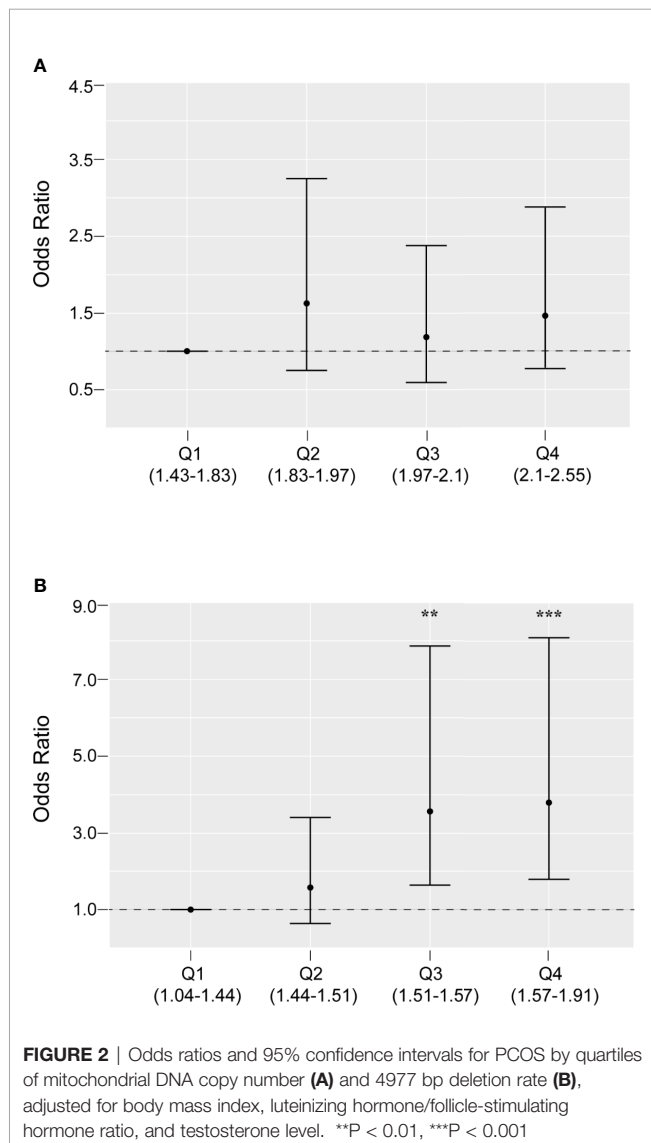 A
4.5
3.5
2.5
1.5
0.5
Odds Ratio
Q1 Q2 Q3 Q4
(1.43-1.83) (1.83-1.97) (1.97-2.1) (2.1-2.55)
B
9.0
7.0
5.0
3.0
1.0
Odds Ratio
** ***
Q1 Q2 Q3 Q4
(1.04-1.44) (1.44-1.51) (1.51-1.57) (1.57-1.91)
FIGURE 2 | Odds ratios and 95% confidence intervals for PCOS by quartiles
of mitochondrial DNA copy number (A) and 4977 bp deletion rate (B),
adjusted for body mass index, luteinizing hormone/follicle-stimulating
hormone ratio, and testosterone level. **P < 0.01, ***P < 0.001